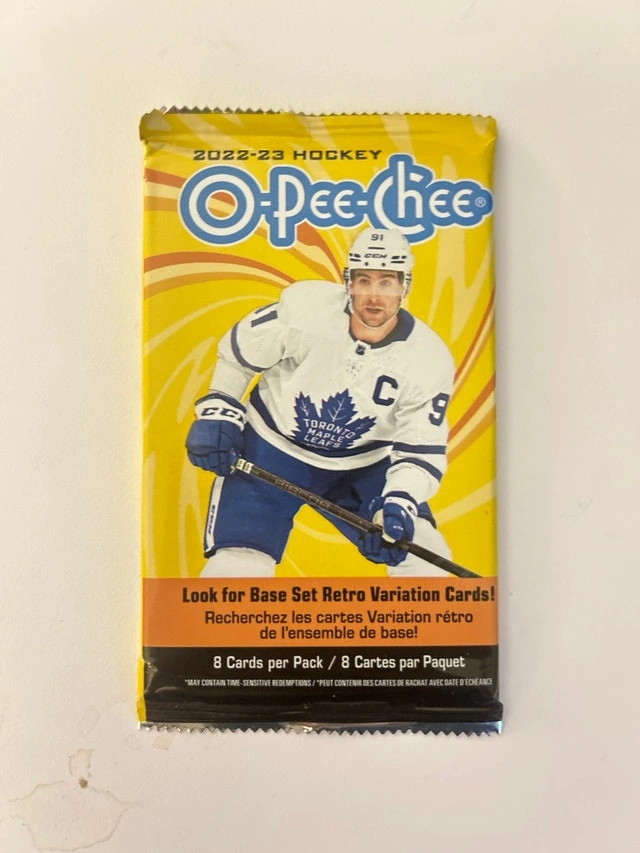 2022-23 HOCKEY
O-Pee-Chee®
91
CCM
11
C
9
CCM
TORONTO
MAPLE
LEAFS
Look for Base Set Retro Variation Cards!
Recherchez les cartes Variation rétro
de l'ensemble de base!
8 Cards per Pack / 8 Cartes par Paquet
*MAY CONTAIN TIME-SENSITIVE REDEMPTIONS / *PEUT CONTENIR DES CARTES DE RACHAT AVEC DATE D'ÉCHÉANCE